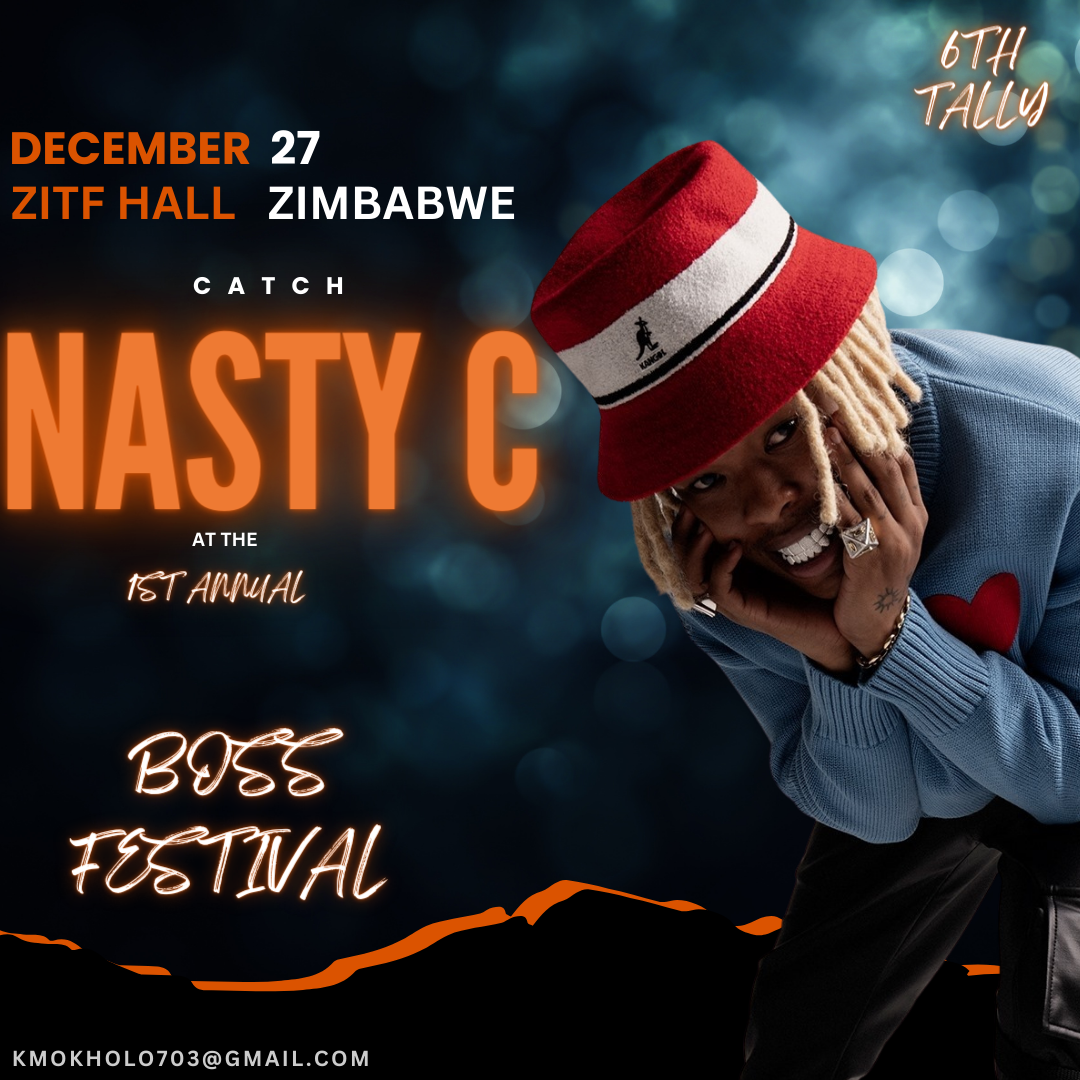 6TH
TALLY
DECEMBER 27
ZITF HALL ZIMBABWE
CATCH
NASTY C
AT THE
1ST ANNUAL
BOSS
FESTIVAL
KANGOL
KMOKHOLO703@GMAIL.COM